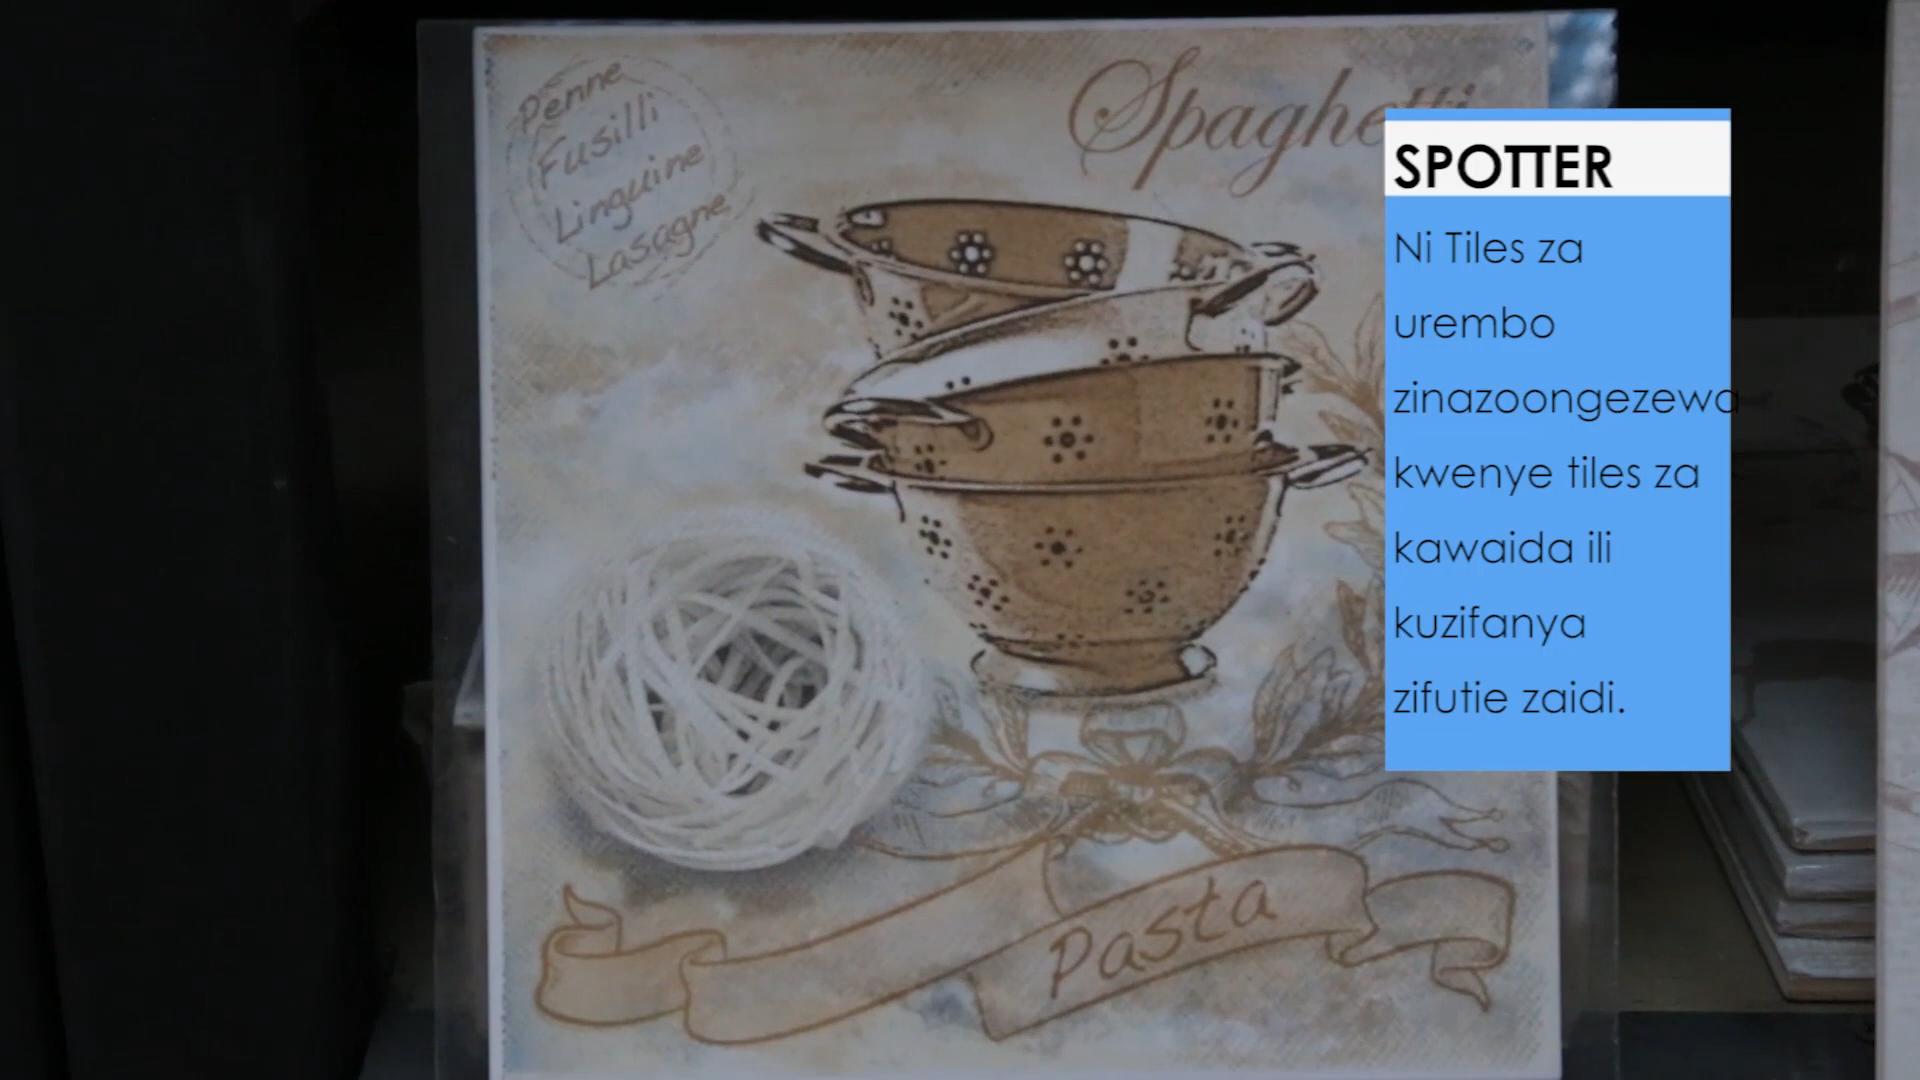 Penne
Fusilli
Linguine
Lasagne
SPOTTER
Ni Tiles za
urembo
zinazoongezewa
kwenye tiles za
kawaida ili
kuzifanya
zifutie zaidi.
Pasta